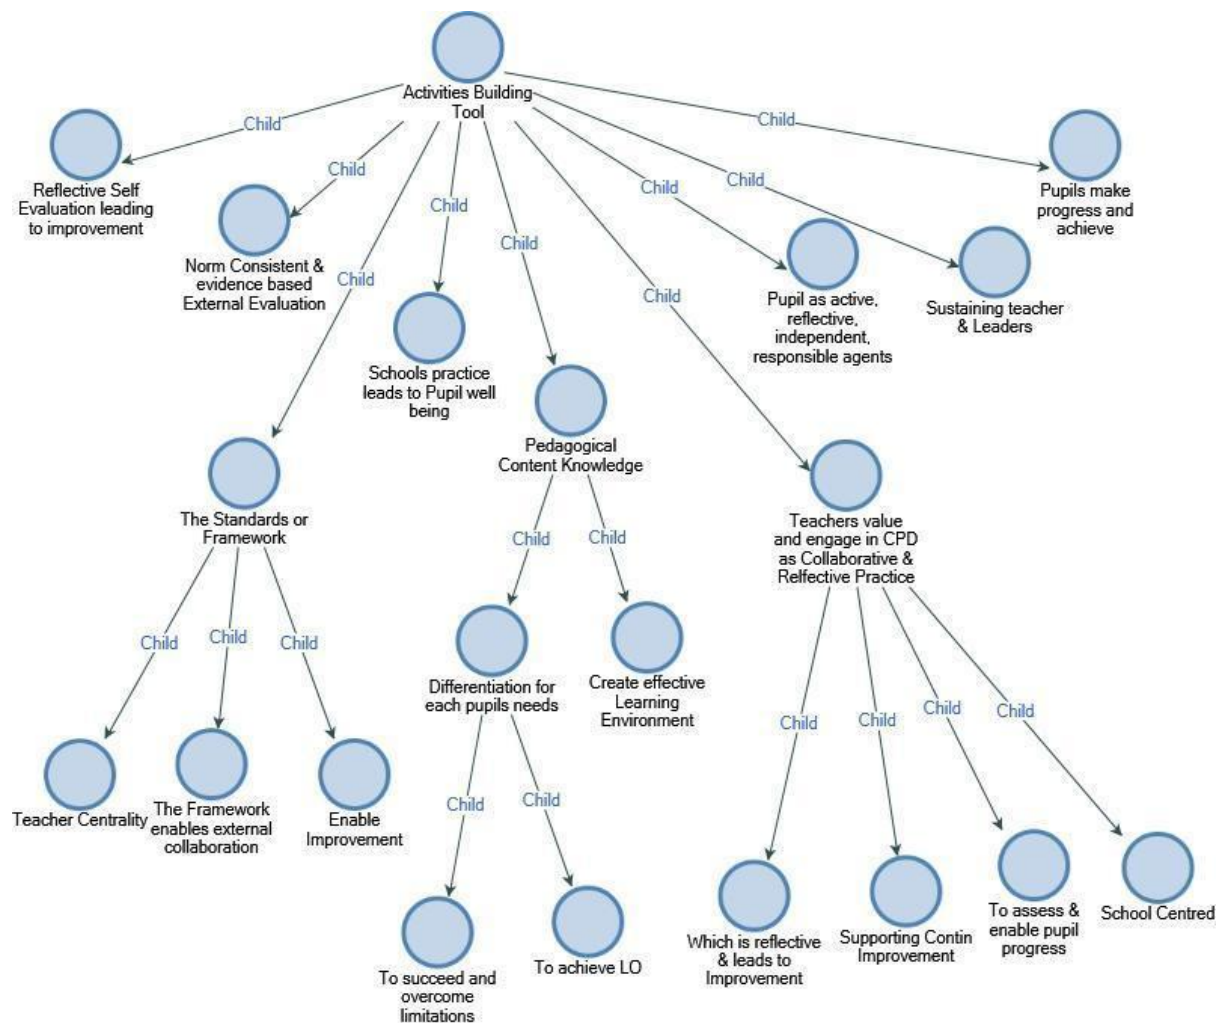 Activities Building
Tool
Child
Child
Child
Child
Child
Child
Child
Child
Child
Reflective Self
Evaluation leading
to improvement
Norm Consistent &
evidence based
External Evaluation
Schools practice
leads to Pupil well
being
Pupil as active,
reflective,
independent,
responsible agents
Sustaining teacher
& Leaders
Pupils make
progress and
achieve
Pedagogical
Content Knowledge
The Standards or
Framework
Teachers value
and engage in CPD
as Collaborative &
Relfective Practice
Child
Child
Child
Child
Child
Differentiation for
each pupils needs
Create effective
Learning
Environment
Child
Child
Child
Child
Teacher Centrality
The Framework
enables external
collaboration
Enable
Improvement
Child
Child
To succeed and
overcome
limitations
To achieve LO
Which is reflective
& leads to
Improvement
Supporting Contin
Improvement
To assess &
enable pupil
progress
School Centred